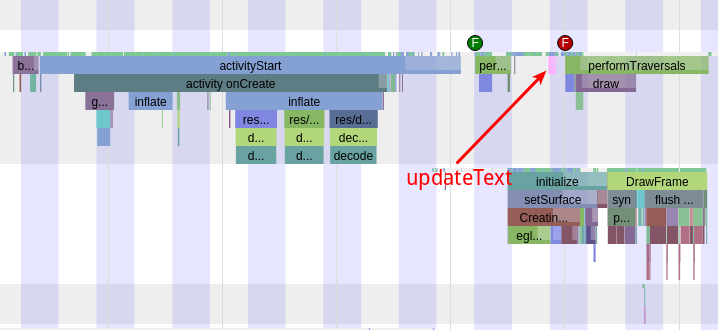 F F
b... activityStart per... performTraversals
activity onCreate draw
g... inflate inflate
res... res/... res/d...
d... d... dec...
d... d... decode
updateText
initialize DrawFrame
setSurface syn flush ...
Creatin... p...
egl...